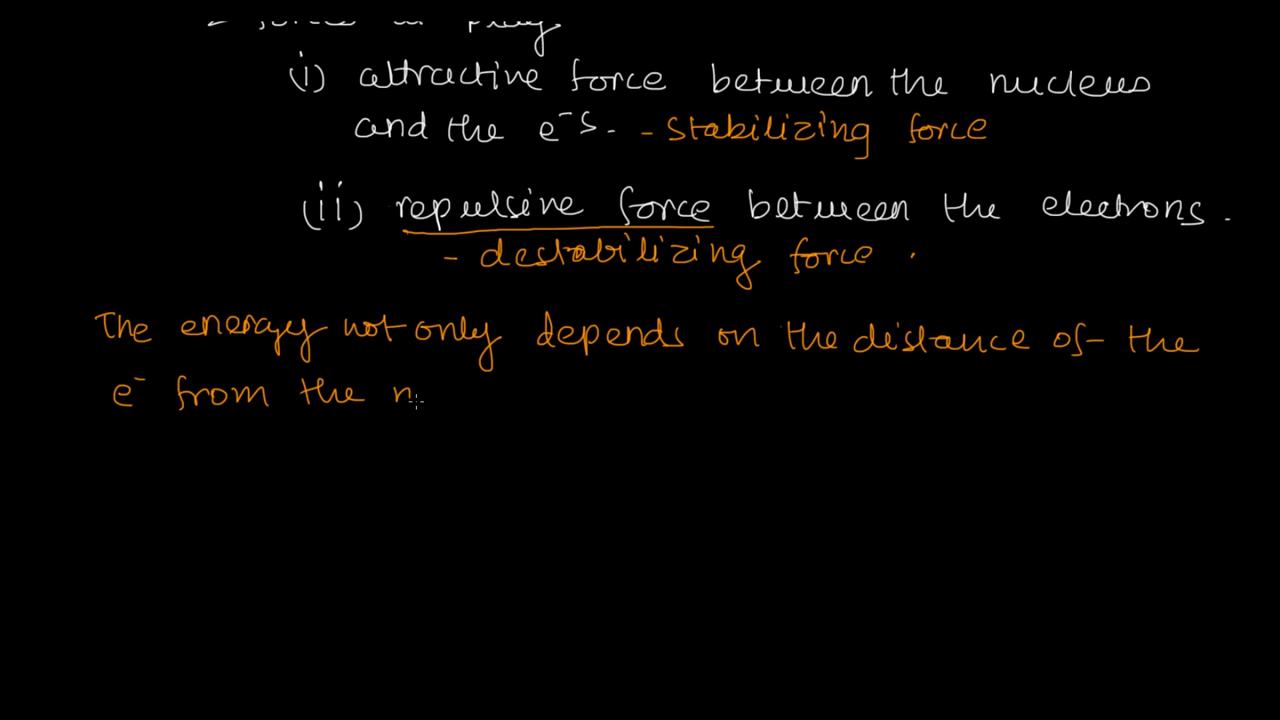 (i) attractive force between the nucleus
and the e⁻s. - stabilizing force
(ii) repulsive force between the electrons.
- destabilizing force.
The energy not only depends on the distance of the
e⁻ from the n